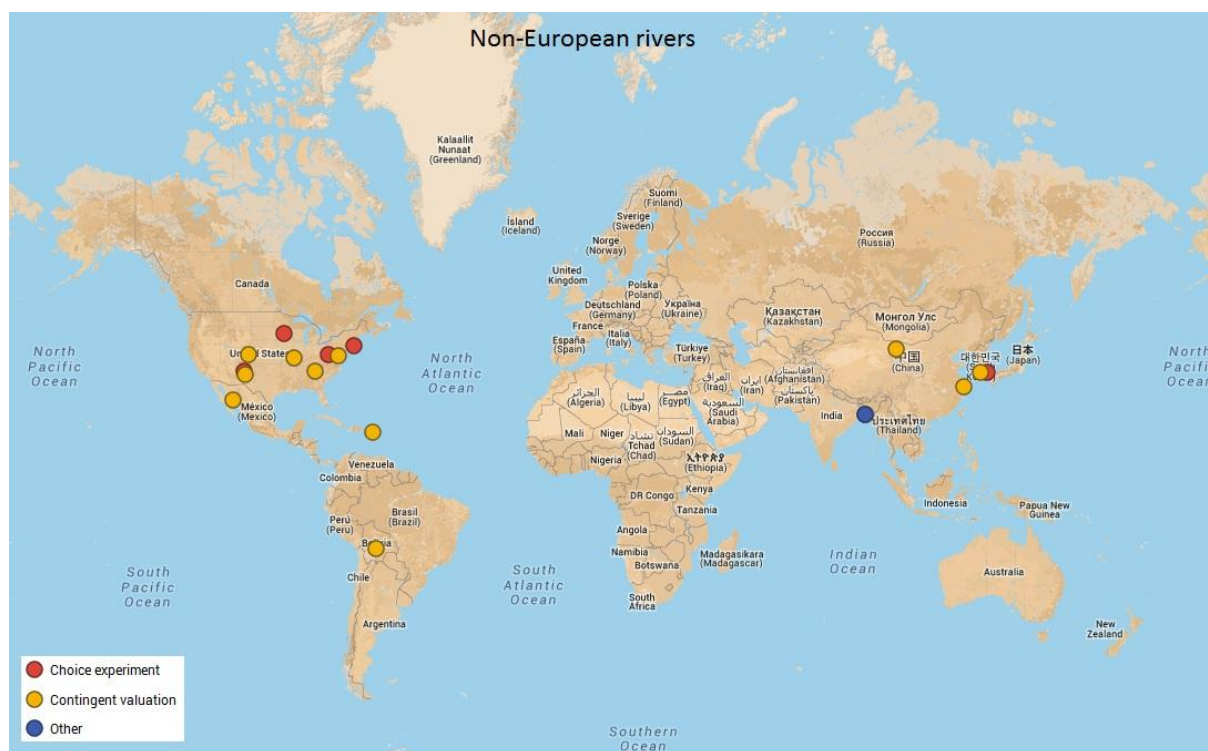 Non-European rivers
Kalaallit
Nunaat
(Greenland)
Ísland
(Iceland)
Suomi
(Finland)
Sverige
(Sweden)
Norge
(Norway)
Россия
(Russia)
Canada
United
Kingdom
Polska
(Poland)
Deutschland
(Germany)
Україна
(Ukraine)
France
Italia
(Italy)
España
(Spain)
Қазақстан
(Kazakhstan)
Монгол Улс
(Mongolia)
Türkiye
(Turkey)
中国
(China)
대한민국
日本
(Japan)
North
Pacific
Ocean
United States
North
Atlantic
Ocean
North
Pacific
Ocean
México
(Mexico)
الجزائر
(Algeria)
ليبيا
(Libya)
مصر
(Egypt)
العراق
(Iraq)
ایران
(Iran)
افغانستان
(Afghanistan)
پاکستان
(Pakistan)
السعودية
(Saudi
Arabia)
India
ประเทศไทย
(Thailand)
Mali
Niger
تشاد
Tchad
(Chad)
السودان
(Sudan)
Nigeria
ኢትዮጵያ
(Ethiopia)
Venezuela
Colombia
DR Congo
Kenya
Tanzania
Indonesia
Papua New
Guinea
Perú
(Peru)
Brasil
(Brazil)
Bolivia
Angola
Namibia
Botswana
Madagasikara
(Madagascar)
South
Africa
Chile
Argentina
South
Pacific
Ocean
South
Atlantic
Ocean
Indian
Ocean
Australia
New
Zealand
Choice experiment
Contingent valuation
Other
Southern
Ocean